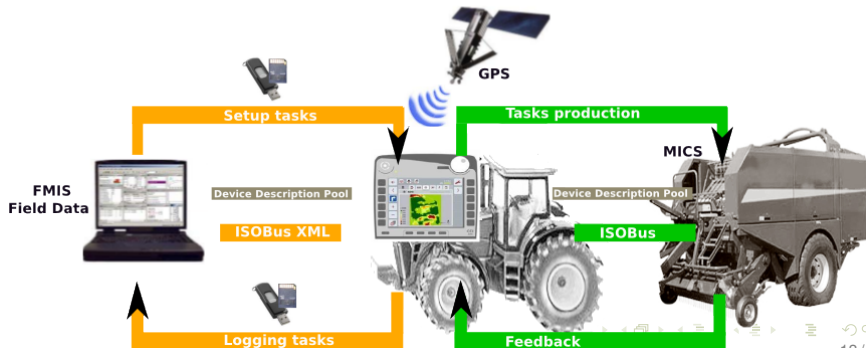 GPS
Setup tasks
Tasks production
MICS
FMIS
Field Data
Device Description Pool
Device Description Pool
ISOBus XML
ISOBus
Logging tasks
Feedback